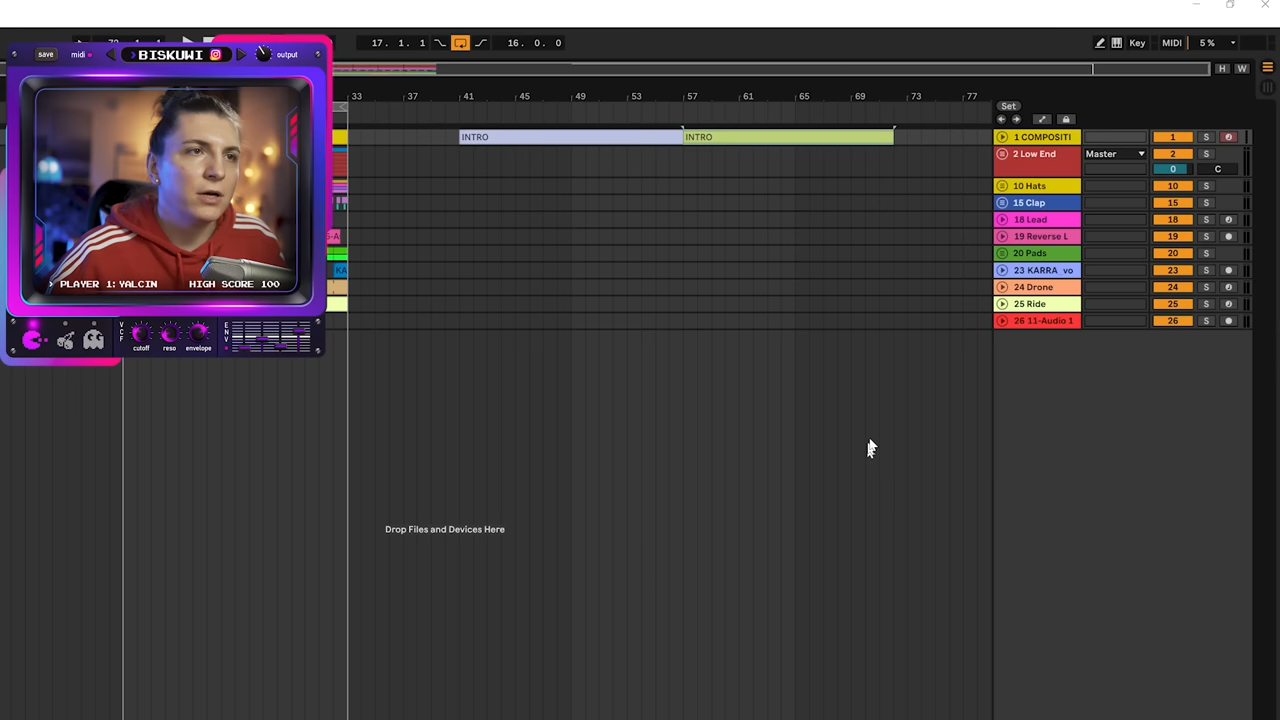 17. 1. 1
16. 0. 0
Key
MIDI
5 %
save
midi
BISKUWI
output
H
W
33
37
41
45
49
53
57
61
65
69
73
77
Set
INTRO
INTRO
1 COMPOSITI
1
S
2 Low End
Master
2
S
0
C
10 Hats
10
S
15 Clap
15
S
18 Lead
18
S
19 Reverse L
19
S
20 Pads
20
S
KA
23 KARRA vo
23
S
24 Drone
24
S
25 Ride
25
S
26 11-Audio 1
26
S
PLAYER 1: YALCIN
HIGH SCORE 100
VCF
cutoff
reso
envelope
ENV
Drop Files and Devices Here